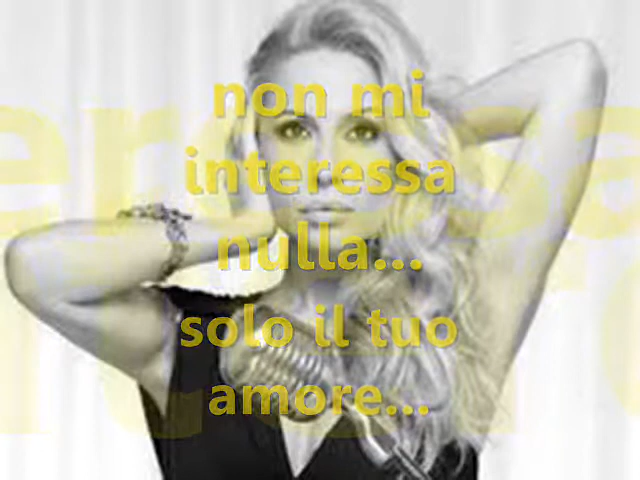 non mi
interessa
nulla...
solo il tuo
amore...